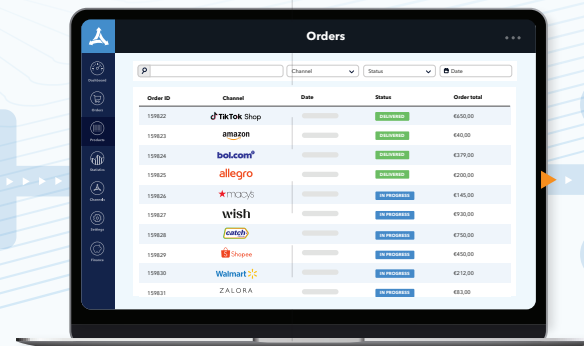 Orders
Channel
Status
Date
Dashboard
Orders
Products
Statistics
Channels
Settings
Finance
Order ID Channel Date Status Order total
159822 TikTok Shop DELIVERED €650,00
159823 amazon DELIVERED €40,00
159824 bol.com DELIVERED €379,00
159825 allegro DELIVERED €200,00
159826 macy's IN PROGRESS €145,00
159827 wish IN PROGRESS €930,00
159828 catch IN PROGRESS €750,00
159829 Shopee IN PROGRESS €450,00
159830 Walmart IN PROGRESS €212,00
159831 ZALORA IN PROGRESS €83,00